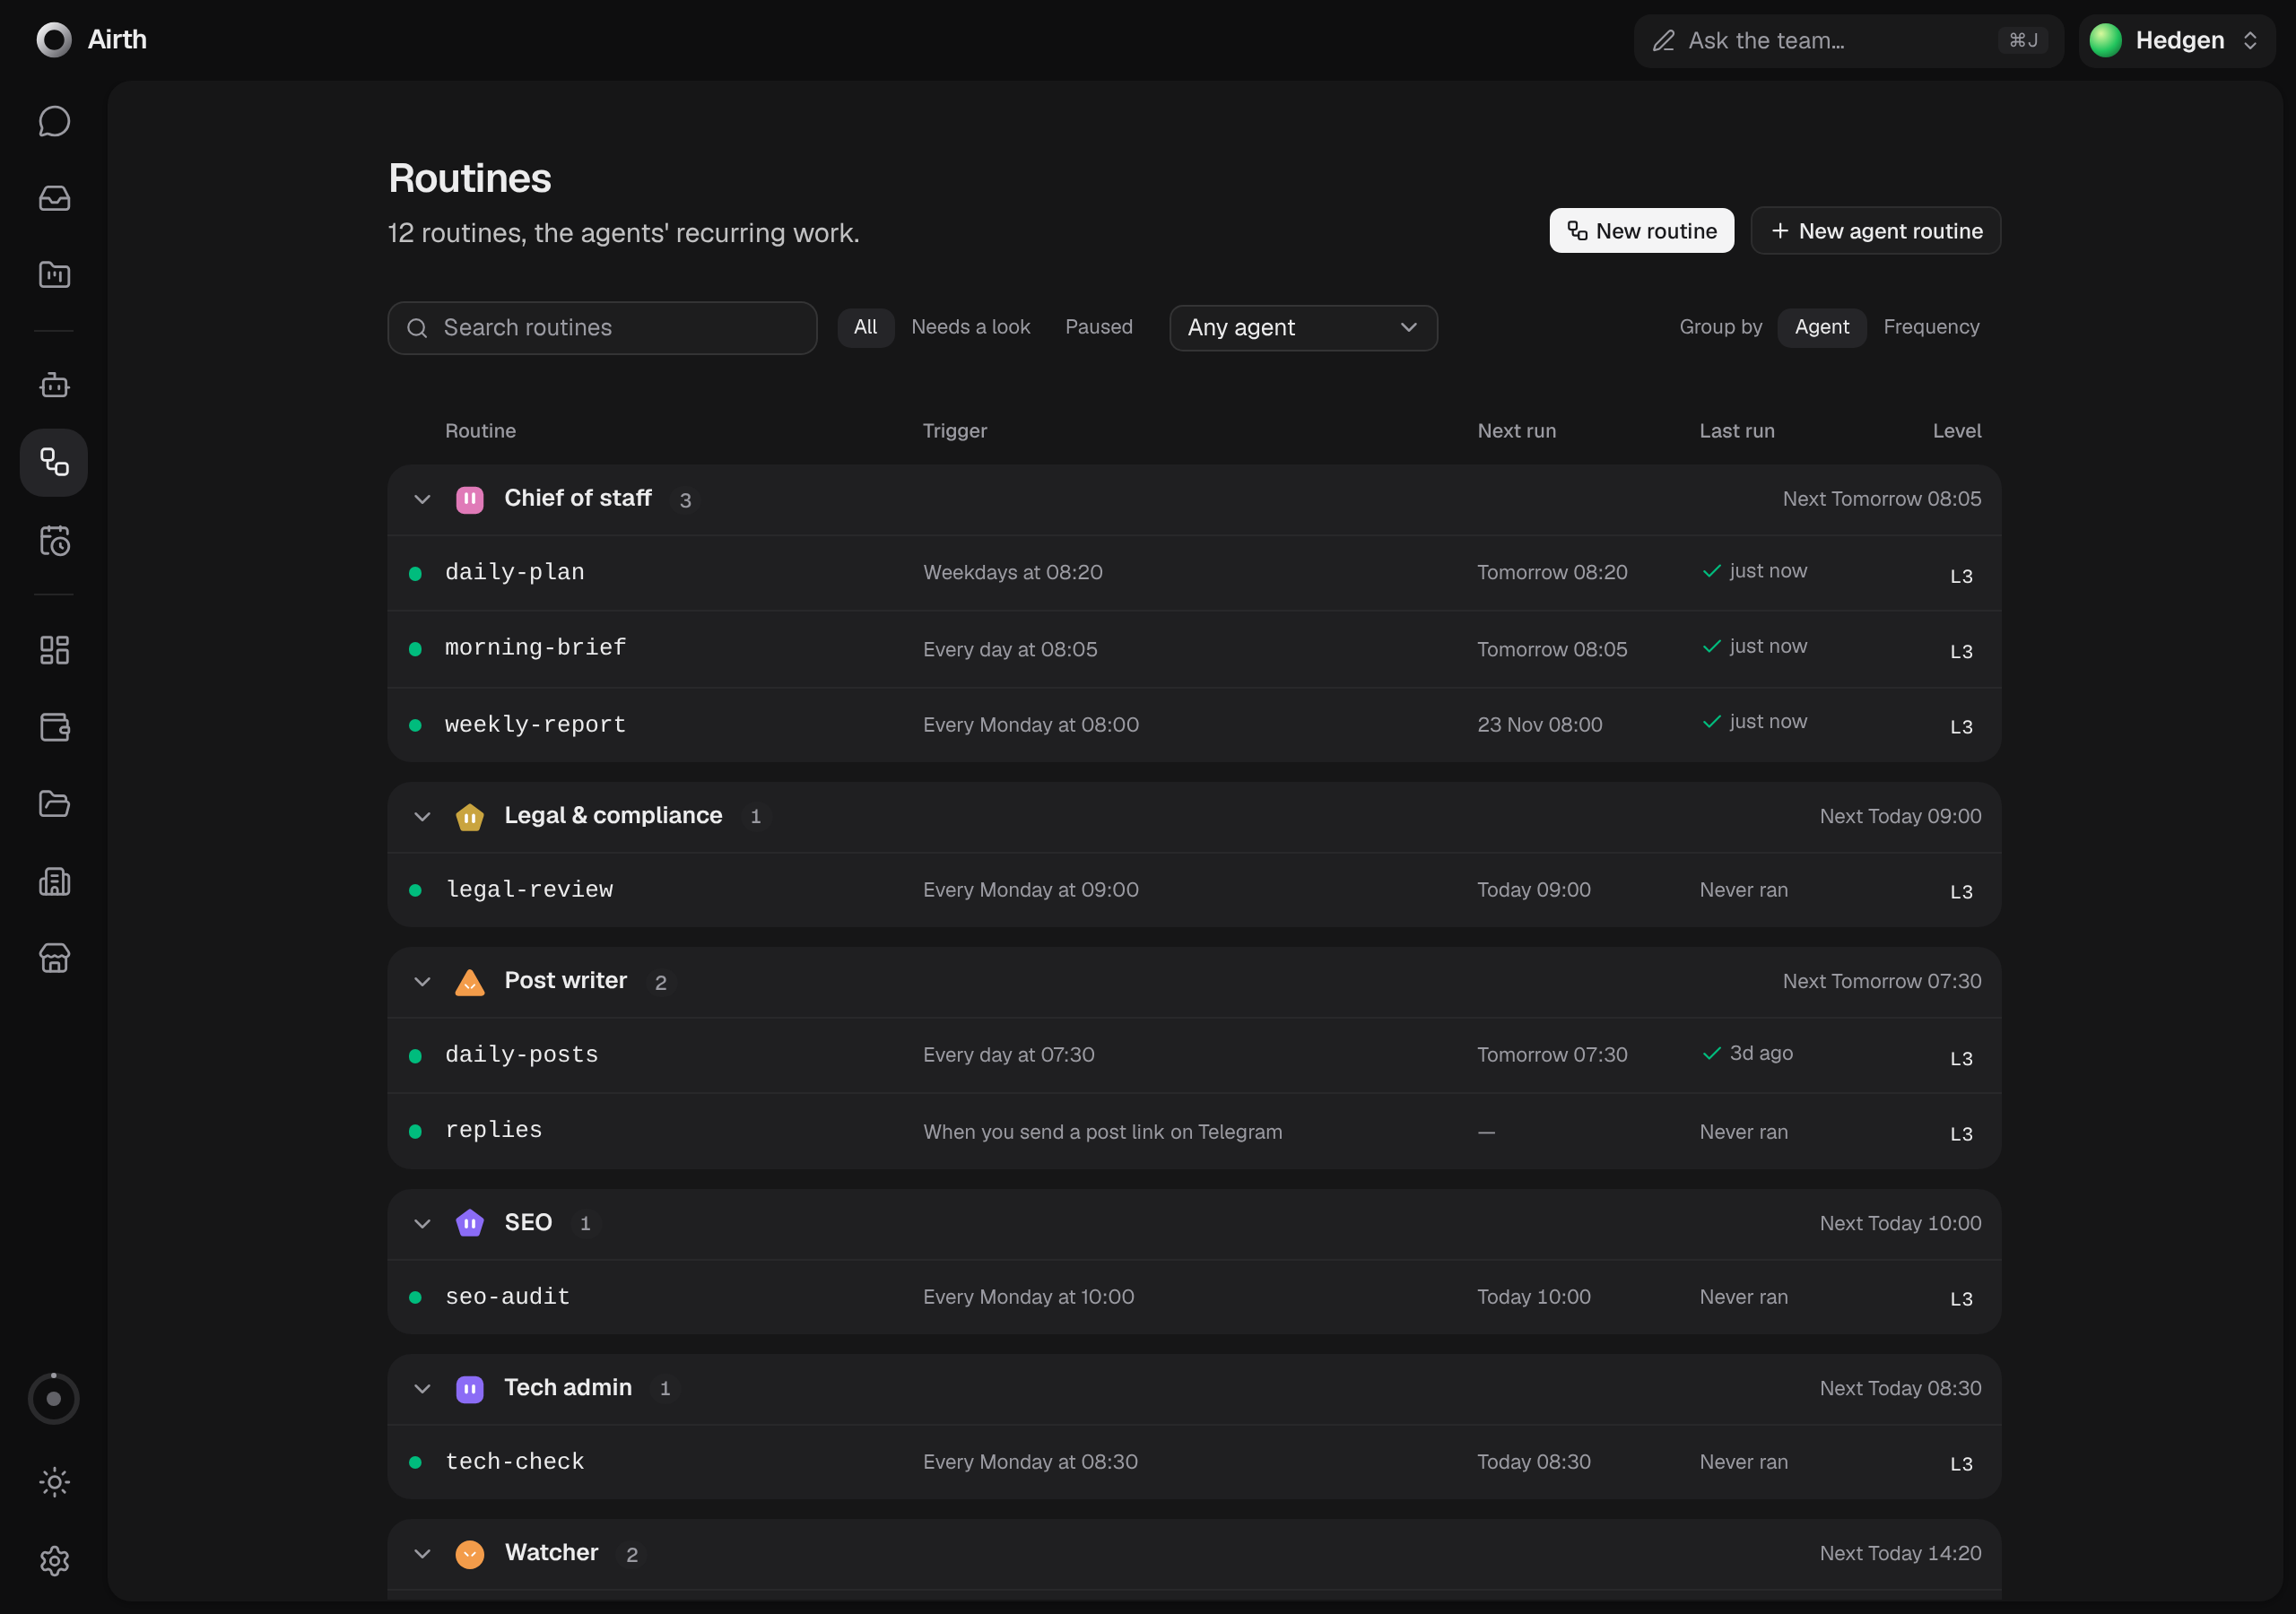 Airth
Ask the team... ⌘J
Hedgen
Routines
12 routines, the agents' recurring work.
New routine
New agent routine
Search routines
All Needs a look Paused
Any agent
Group by Agent Frequency
Routine Trigger Next run Last run Level
Chief of staff 3 Next Tomorrow 08:05
daily-plan Weekdays at 08:20 Tomorrow 08:20 just now L3
morning-brief Every day at 08:05 Tomorrow 08:05 just now L3
weekly-report Every Monday at 08:00 23 Nov 08:00 just now L3
Legal & compliance 1 Next Today 09:00
legal-review Every Monday at 09:00 Today 09:00 Never ran L3
Post writer 2 Next Tomorrow 07:30
daily-posts Every day at 07:30 Tomorrow 07:30 3d ago L3
replies When you send a post link on Telegram — Never ran L3
SEO 1 Next Today 10:00
seo-audit Every Monday at 10:00 Today 10:00 Never ran L3
Tech admin 1 Next Today 08:30
tech-check Every Monday at 08:30 Today 08:30 Never ran L3
Watcher 2 Next Today 14:20